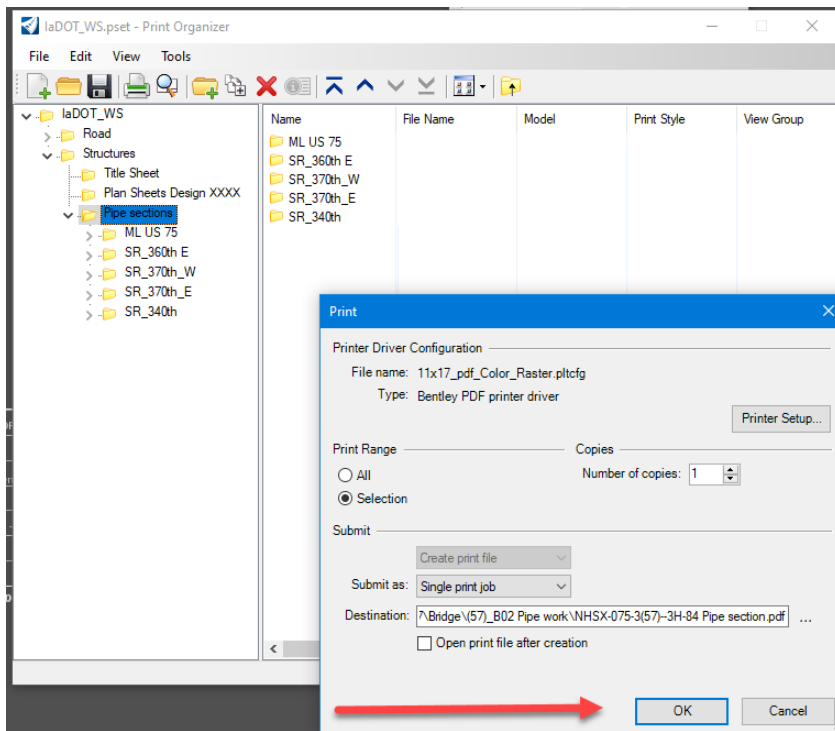 IaDOT_WS.pset - Print Organizer
File Edit View Tools
IaDOT_WS
Road
Structures
Title Sheet
Plan Sheets Design XXXX
Pipe sections
ML US 75
SR_360th E
SR_370th_W
SR_370th_E
SR_340th
Name File Name Model Print Style View Group
ML US 75
SR_360th E
SR_370th_W
SR_370th_E
SR_340th
Print
Printer Driver Configuration
File name: 11x17_pdf_Color_Raster.pltcfg
Type: Bentley PDF printer driver
Printer Setup...
Print Range Copies
All Number of copies: 1
Selection
Submit
Create print file
Submit as: Single print job
Destination: \Bridge\(57)_B02 Pipe work\NHSX-075-3(57)--3H-84 Pipe section.pdf ...
Open print file after creation
OK Cancel